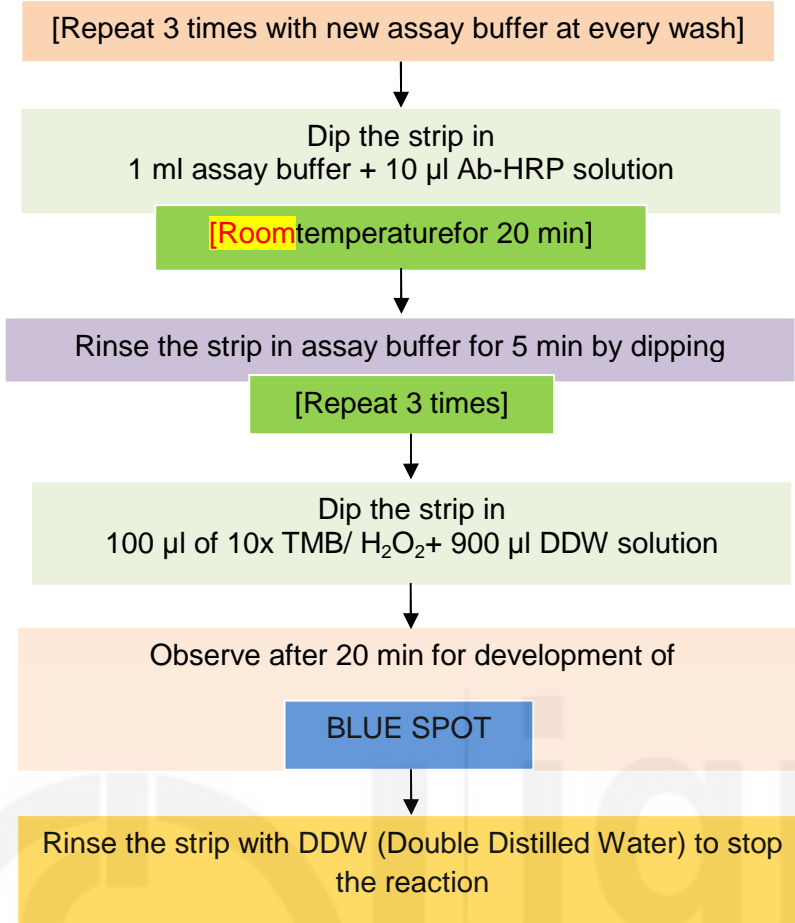 [Repeat 3 times with new assay buffer at every wash]
Dip the strip in
1 ml assay buffer + 10 µl Ab-HRP solution
[Roomtemperaturefor 20 min]
Rinse the strip in assay buffer for 5 min by dipping
[Repeat 3 times]
Dip the strip in
100 µl of 10x TMB/ H₂O₂+ 900 µl DDW solution
Observe after 20 min for development of
BLUE SPOT
Rinse the strip with DDW (Double Distilled Water) to stop
the reaction